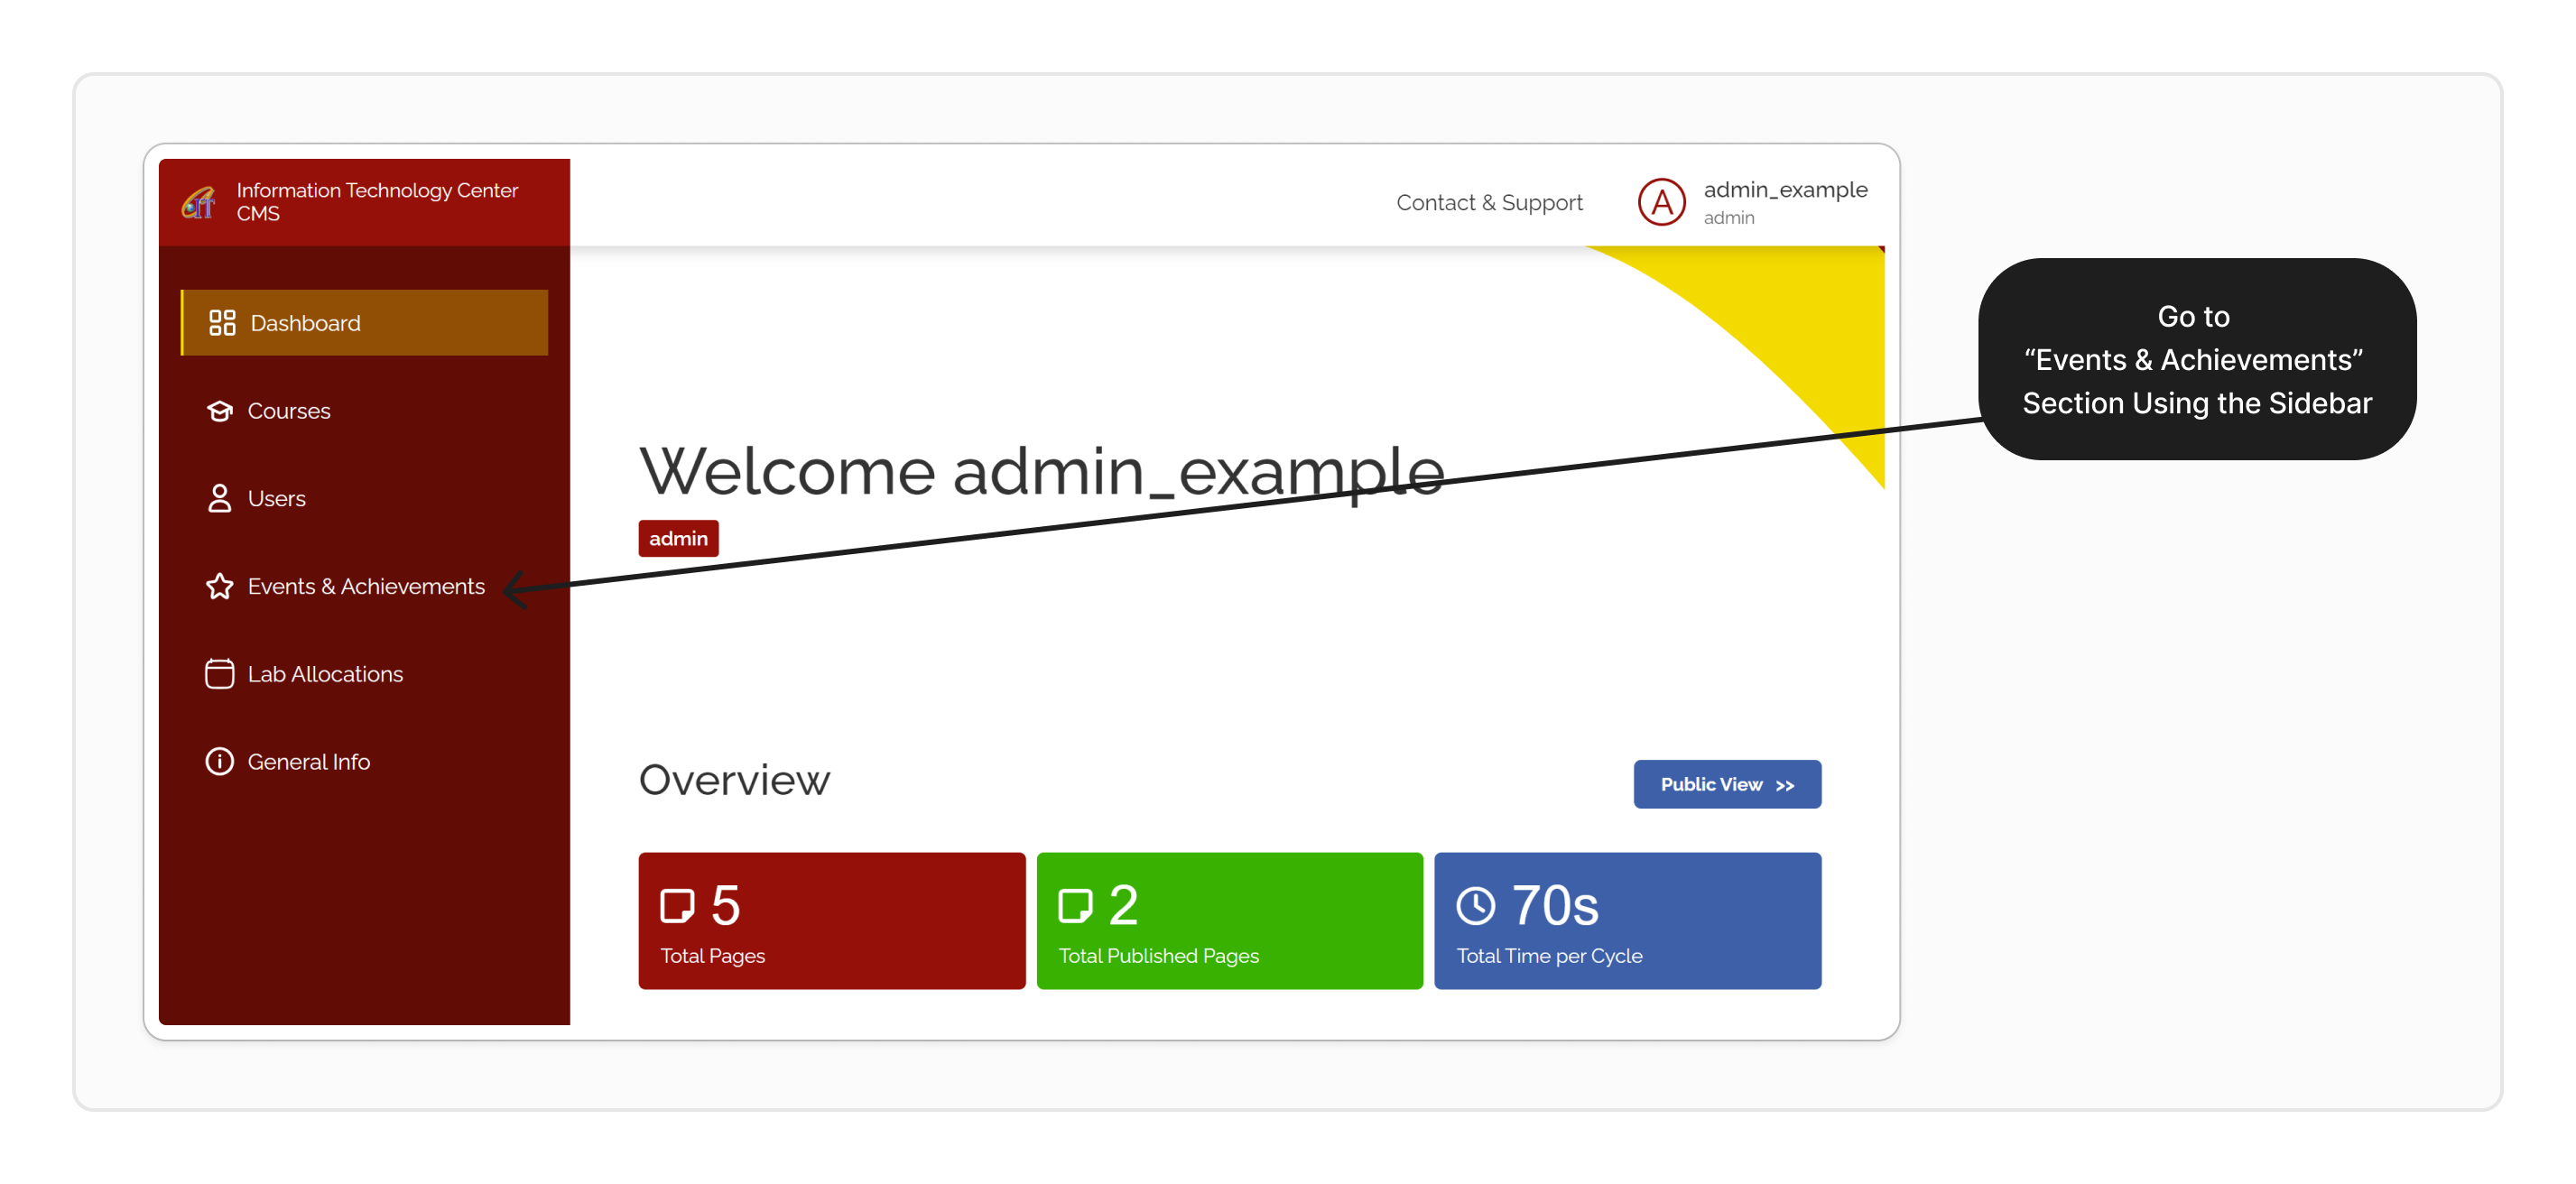 Information Technology Center
CMS
Contact & Support
A
admin_example
admin
Dashboard
Courses
Users
Events & Achievements
Lab Allocations
General Info
Welcome admin_example
admin
Go to
“Events & Achievements”
Section Using the Sidebar
Overview
Public View >>
5
Total Pages
2
Total Published Pages
70s
Total Time per Cycle